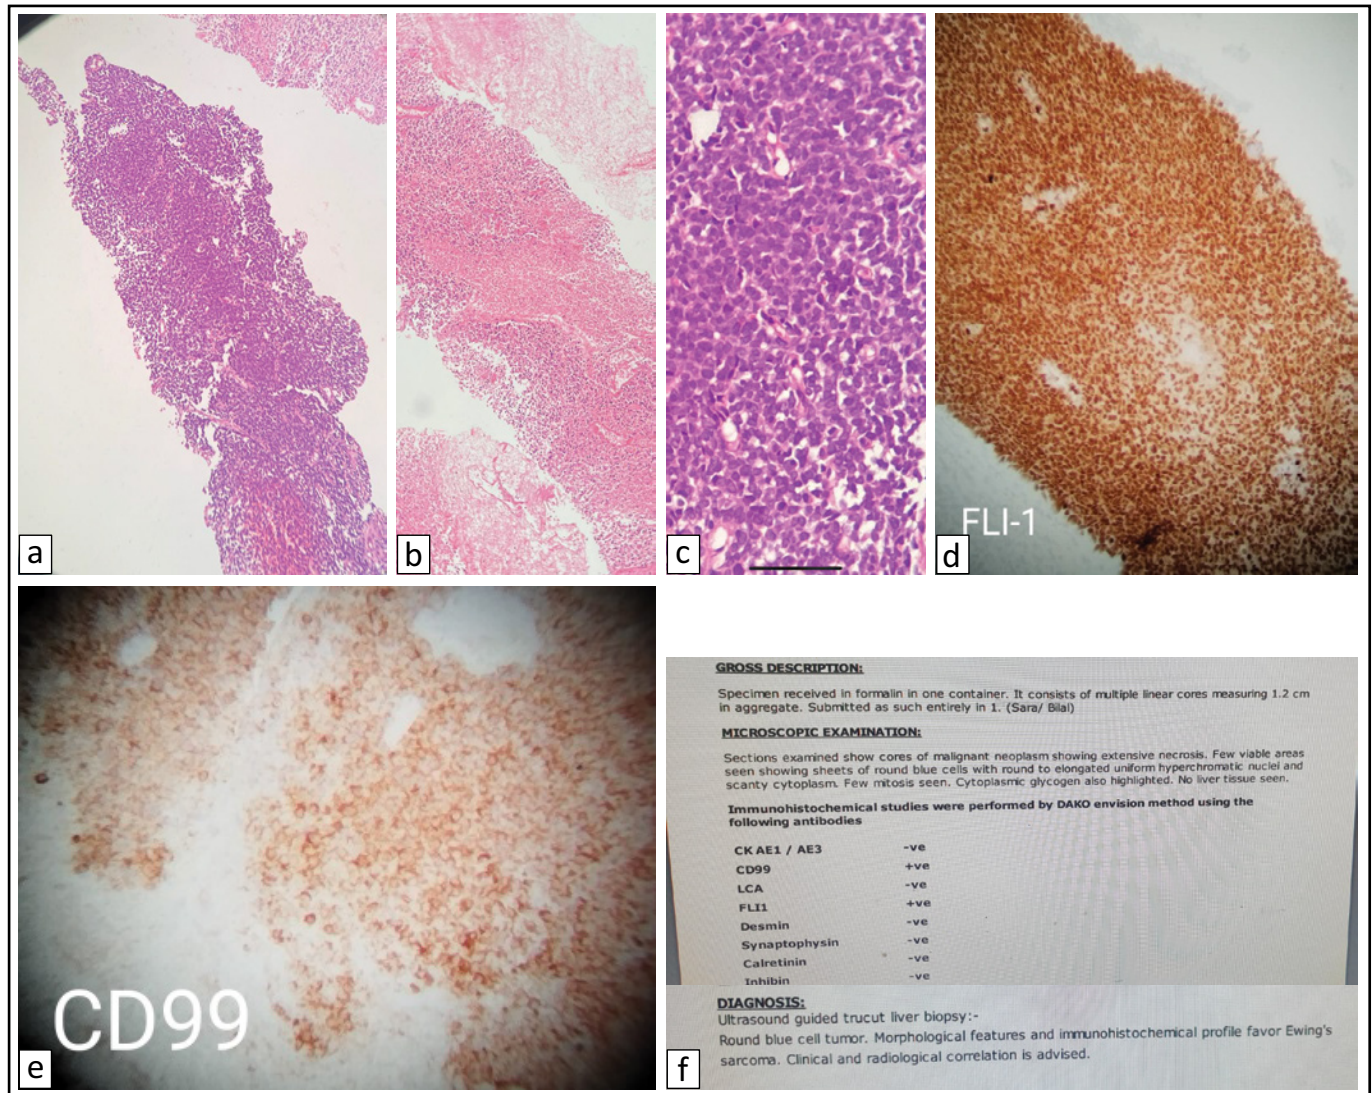 a
b
c
FLI-1
d
CD99
e
GROSS DESCRIPTION:
Specimen received in formalin in one container. It consists of multiple linear cores measuring 1.2 cm
in aggregate. Submitted as such entirely in 1. (Sara/ Bilal)
MICROSCOPIC EXAMINATION:
Sections examined show cores of malignant neoplasm showing extensive necrosis. Few viable areas
seen showing sheets of round blue cells with round to elongated uniform hyperchromatic nuclei and
scanty cytoplasm. Few mitosis seen. Cytoplasmic glycogen also highlighted. No liver tissue seen.
Immunohistochemical studies were performed by DAKO envision method using the
following antibodies
CK AE1 / AE3 -ve
CD99 +ve
LCA -ve
FLI1 +ve
Desmin -ve
Synaptophysin -ve
Calretinin -ve
Inhibin -ve
DIAGNOSIS:
Ultrasound guided trucut liver biopsy:-
Round blue cell tumor. Morphological features and immunohistochemical profile favor Ewing's
sarcoma. Clinical and radiological correlation is advised.
f